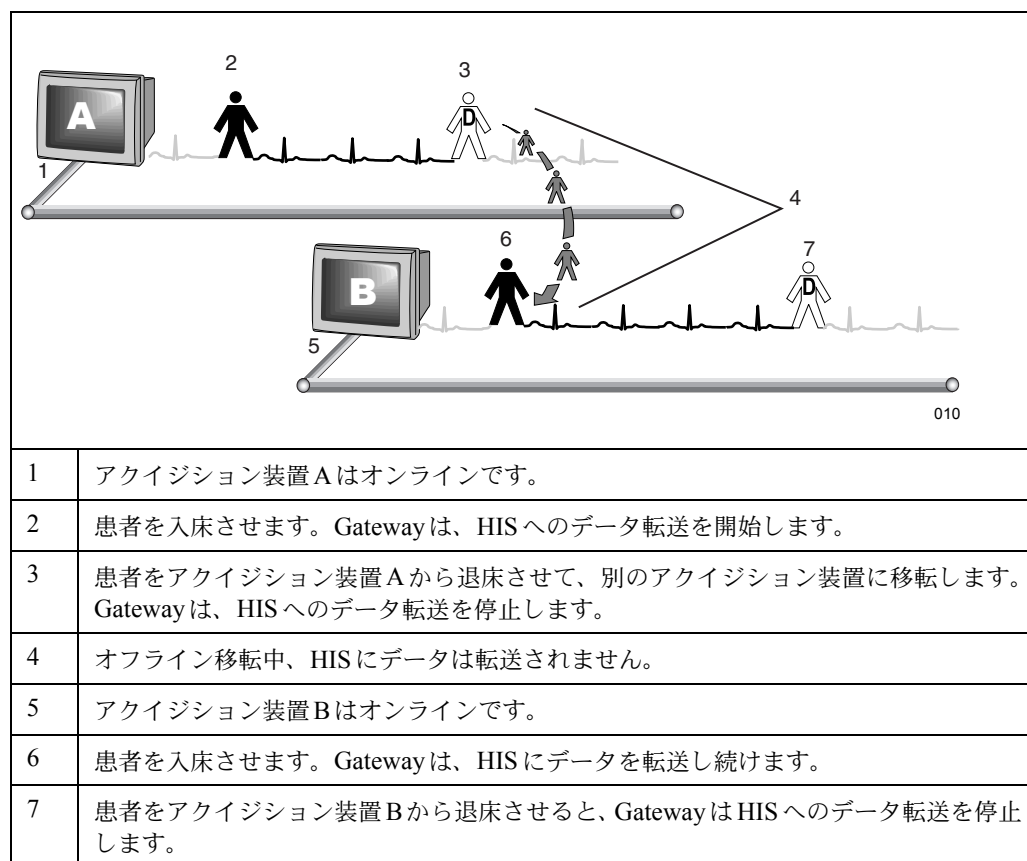 2
3
A
D
1
4
6
7
B
D
5
010
1 アクイジション装置Aはオンラインです。
2 患者を入床させます。Gatewayは、HISへのデータ転送を開始します。
3 患者をアクイジション装置Aから退床させて、別のアクイジション装置に移転します。
Gatewayは、HISへのデータ転送を停止します。
4 オフライン移転中、HISにデータは転送されません。
5 アクイジション装置Bはオンラインです。
6 患者を入床させます。Gatewayは、HISにデータを転送し続けます。
7 患者をアクイジション装置Bから退床させると、GatewayはHISへのデータ転送を停止
します。